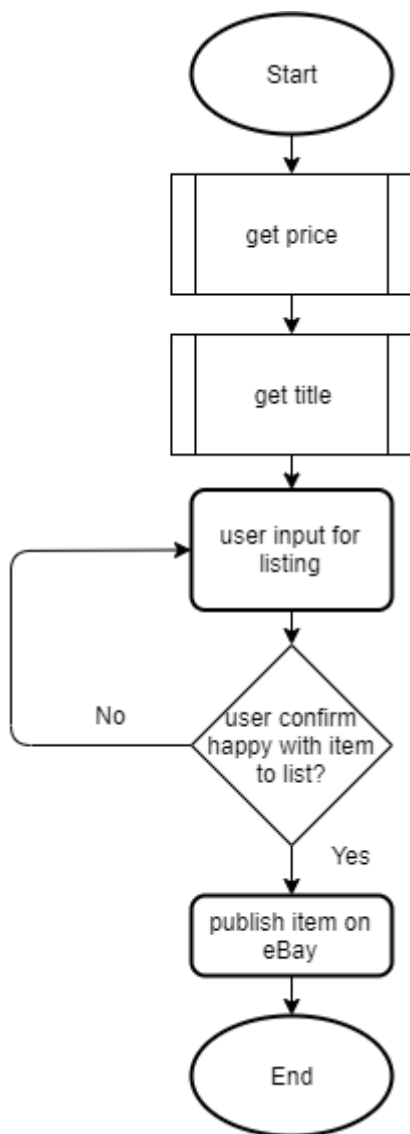 Start
get price
get title
user input for
listing
No
user confirm
happy with item
to list?
Yes
publish item on
eBay
End